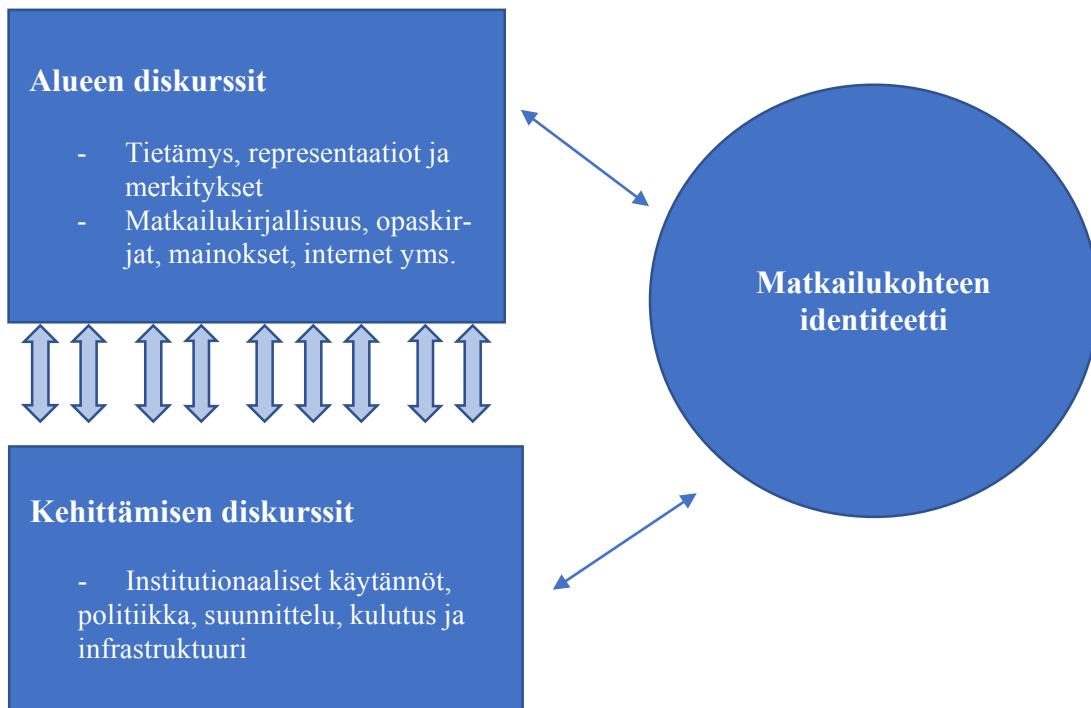 Alueen diskurssit
- Tietämys, representaatiot ja
merkitykset
- Matkailukirjallisuus, opaskir-
jat, mainokset, internet yms.
Matkailukohteen
identiteetti
Kehittämisen diskurssit
- Institutionaaliset käytännöt,
politiikka, suunnittelu, kulutus ja
infrastruktuuri